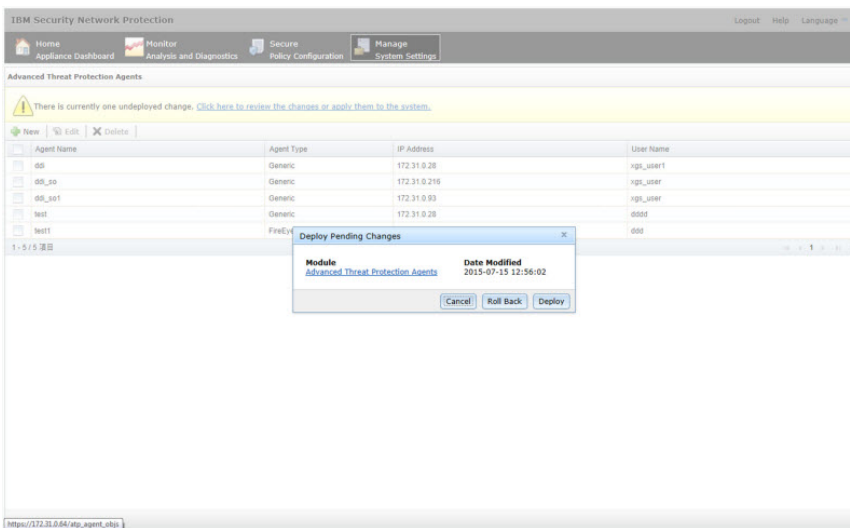 IBM Security Network Protection
Logout Help Language
Home
Appliance Dashboard
Monitor
Analysis and Diagnostics
Secure
Policy Configuration
Manage
System Settings
Advanced Threat Protection Agents
There is currently one undeployed change. Click here to review the changes or apply them to the system.
New Edit Delete
Agent Name Agent Type IP Address User Name
ddi Generic 172.31.0.28 xgs_user1
ddi_so Generic 172.31.0.216 xgs_user
ddi_so1 Generic 172.31.0.93 xgs_user
test Generic 172.31.0.28 dddd
test1 FireEye ddd
1 - 5 / 5 項目 1
Deploy Pending Changes
Module Date Modified
Advanced Threat Protection Agents 2015-07-15 12:56:02
Cancel Roll Back Deploy
https://172.31.0.64/atp_agent_objs